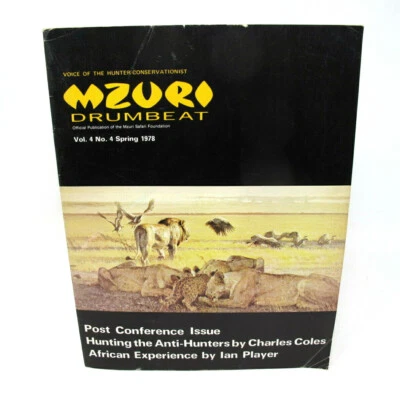 VOICE OF THE HUNTER/CONSERVATIONIST
MZURI
DRUMBEAT
Official Publication of the Mzuri Safari Foundation
Vol. 4 No. 4 Spring 1978
Post Conference Issue
Hunting the Anti-Hunters by Charles Coles
African Experience by Ian Player